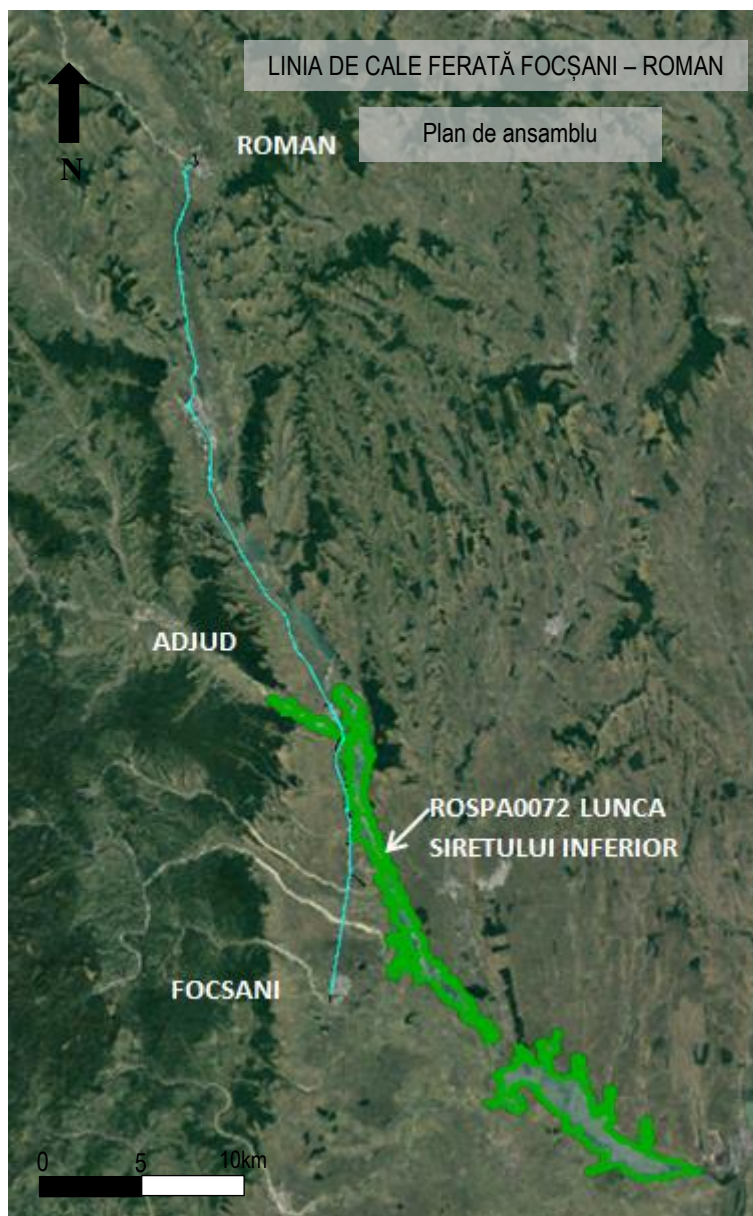 LINIA DE CALE FERATĂ FOCȘANI – ROMAN
Plan de ansamblu
N
ROMAN
ADJUD
ROSPA0072 LUNCA
SIRETULUI INFERIOR
FOCSANI
0 5 10km